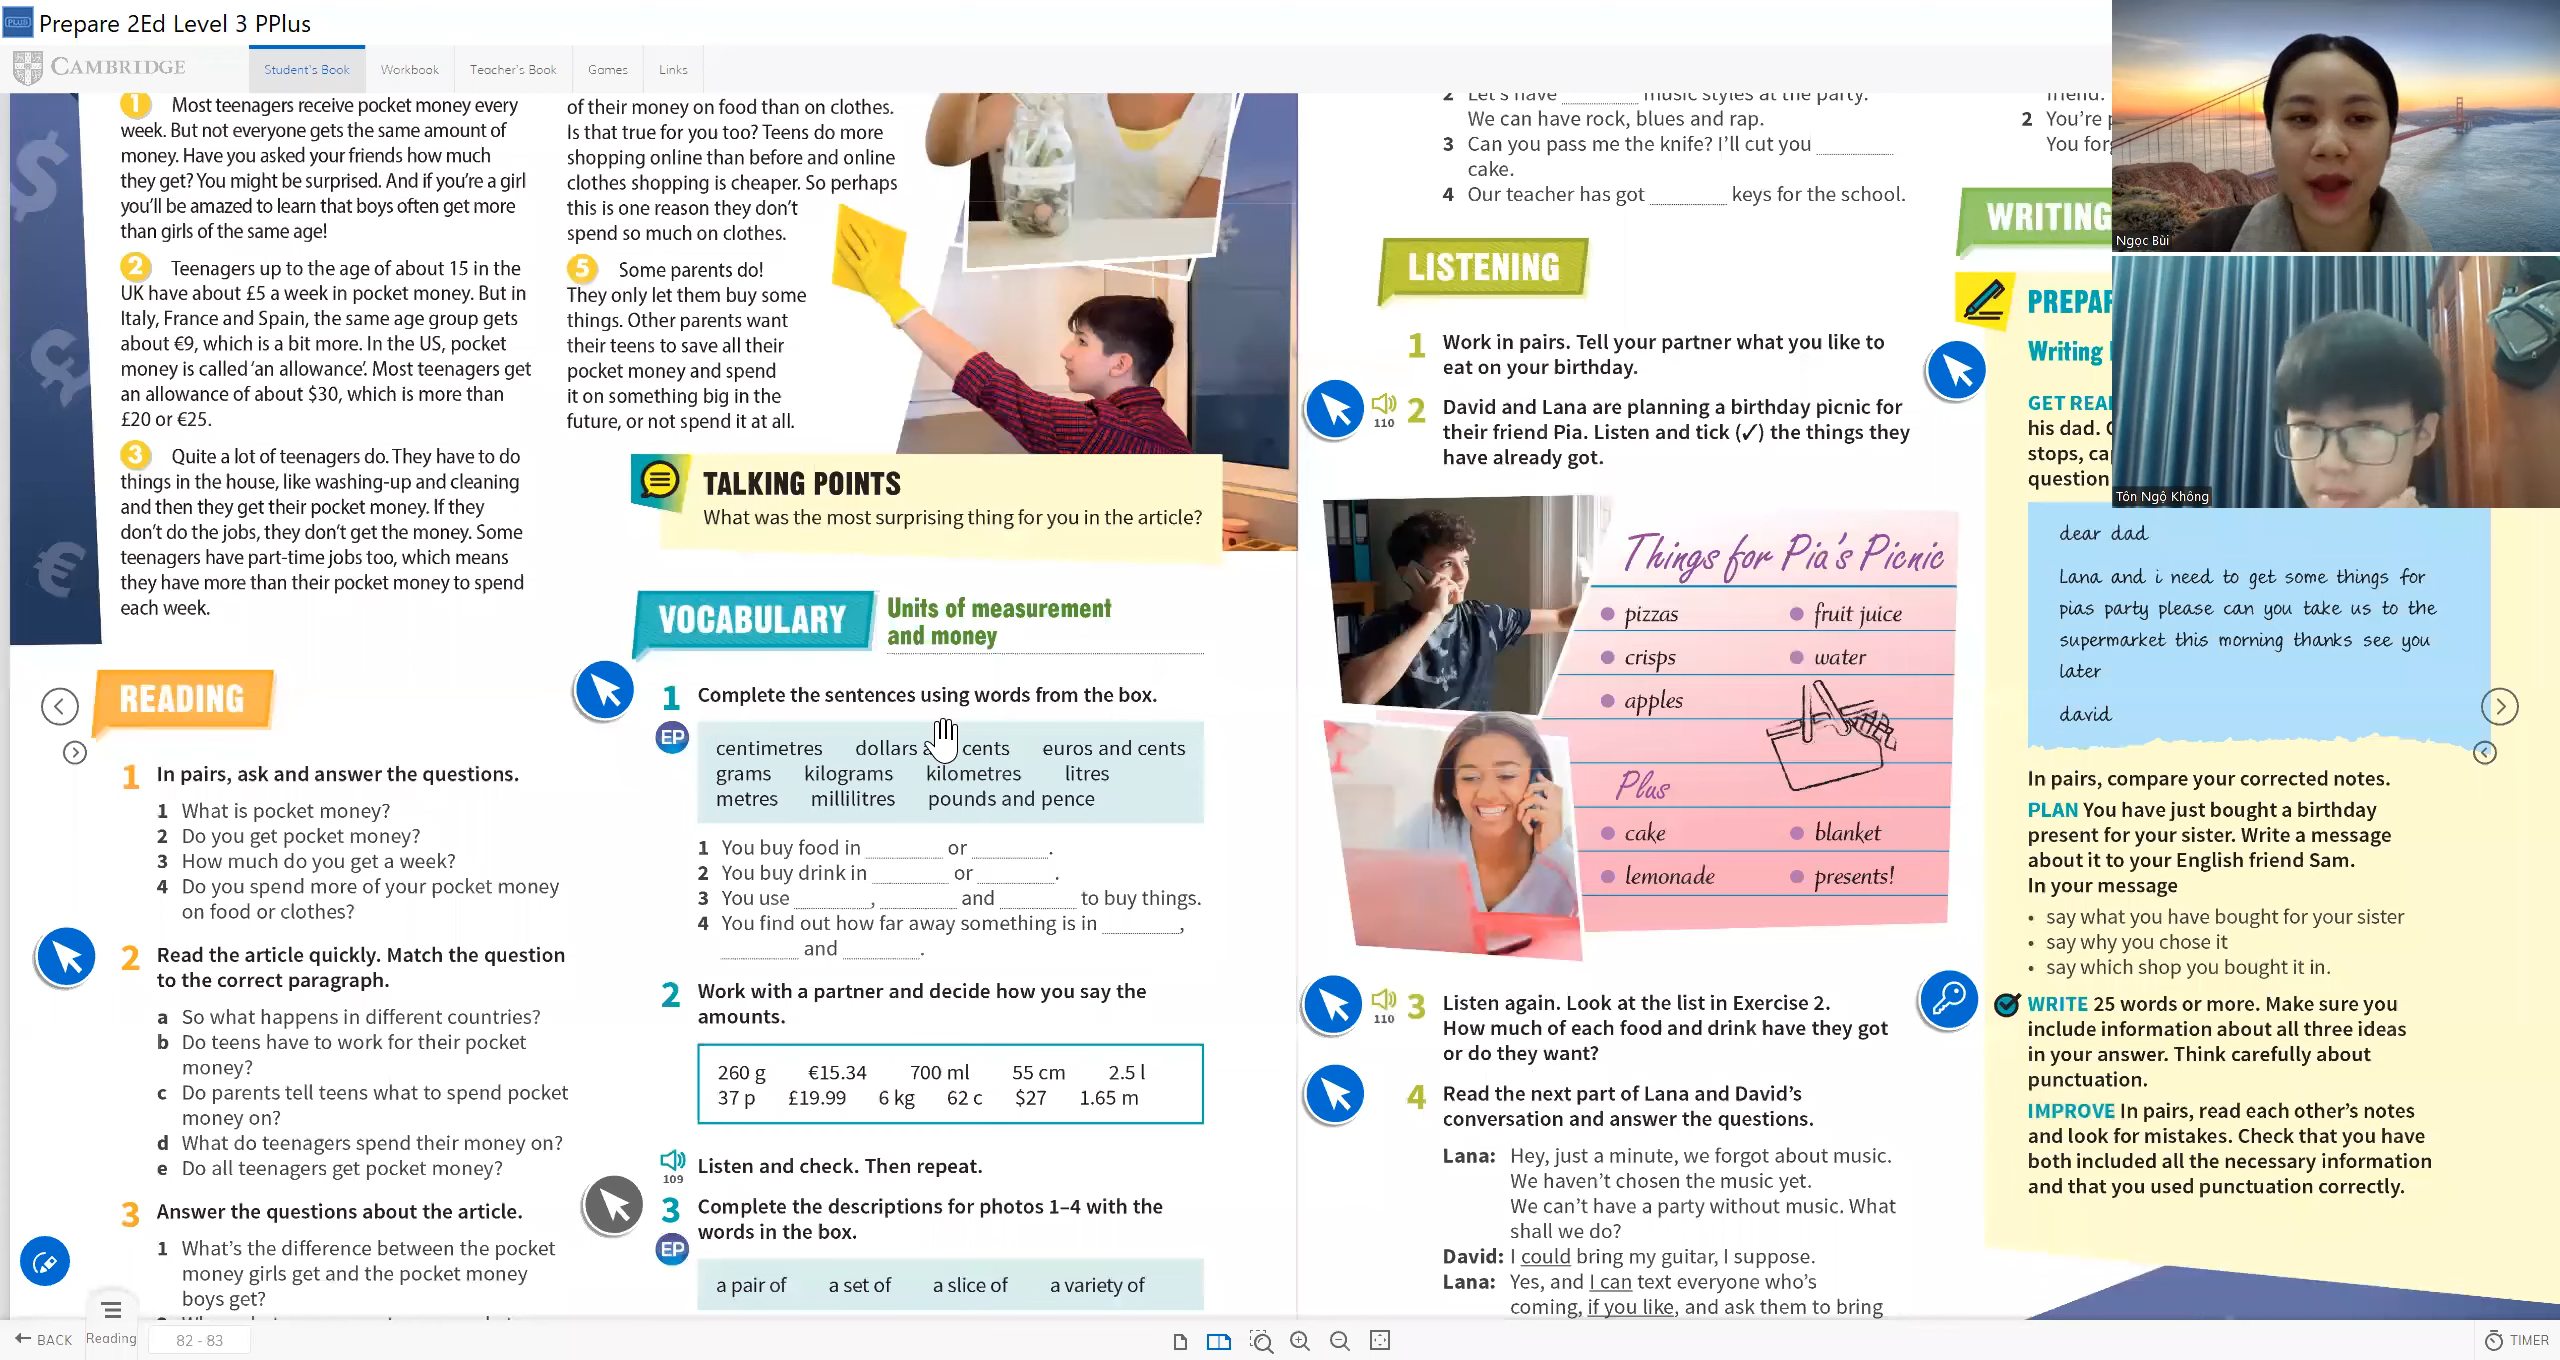 Prepare 2Ed Level 3 PPlus
CAMBRIDGE
Student's Book
Workbook
Teacher's Book
Games
Links
1 Most teenagers receive pocket money every
week. But not everyone gets the same amount of
money. Have you asked your friends how much
they get? You might be surprised. And if you're a girl
you'll be amazed to learn that boys often get more
than girls of the same age!
2 Teenagers up to the age of about 15 in the
UK have about £5 a week in pocket money. But in
Italy, France and Spain, the same age group gets
about €9, which is a bit more. In the US, pocket
money is called 'an allowance'. Most teenagers get
an allowance of about $30, which is more than
£20 or €25.
3 Quite a lot of teenagers do. They have to do
things in the house, like washing-up and cleaning
and then they get their pocket money. If they
don't do the jobs, they don't get the money. Some
teenagers have part-time jobs too, which means
they have more than their pocket money to spend
each week.
of their money on food than on clothes.
Is that true for you too? Teens do more
shopping online than before and online
clothes shopping is cheaper. So perhaps
this is one reason they don't
spend so much on clothes.
5 Some parents do!
They only let them buy some
things. Other parents want
their teens to save all their
pocket money and spend
it on something big in the
future, or not spend it at all.
TALKING POINTS
What was the most surprising thing for you in the article?
READING
1 In pairs, ask and answer the questions.
1 What is pocket money?
2 Do you get pocket money?
3 How much do you get a week?
4 Do you spend more of your pocket money
on food or clothes?
2 Read the article quickly. Match the question
to the correct paragraph.
a So what happens in different countries?
b Do teens have to work for their pocket
money?
c Do parents tell teens what to spend pocket
money on?
d What do teenagers spend their money on?
e Do all teenagers get pocket money?
3 Answer the questions about the article.
1 What's the difference between the pocket
money girls get and the pocket money
boys get?
VOCABULARY
Units of measurement
and money
1 Complete the sentences using words from the box.
EP
centimetres dollars cents euros and cents
grams kilograms kilometres litres
metres millilitres pounds and pence
1 You buy food in ________ or ________.
2 You buy drink in ________ or ________.
3 You use ________, ________ and ________ to buy things.
4 You find out how far away something is in ________,
________ and ________.
2 Work with a partner and decide how you say the
amounts.
260 g €15.34 700 ml 55 cm 2.5 l
37 p £19.99 6 kg 62 c $27 1.65 m
109 Listen and check. Then repeat.
3 Complete the descriptions for photos 1–4 with the
words in the box.
EP
a pair of a set of a slice of a variety of
2 Let's have ________ music styles at the party.
We can have rock, blues and rap.
3 Can you pass me the knife? I'll cut you ________
cake.
4 Our teacher has got ________ keys for the school.
LISTENING
1 Work in pairs. Tell your partner what you like to
eat on your birthday.
110 2 David and Lana are planning a birthday picnic for
their friend Pia. Listen and tick (✓) the things they
have already got.
Things for Pia's Picnic
pizzas fruit juice
crisps water
apples
Plus
cake blanket
lemonade presents!
110 3 Listen again. Look at the list in Exercise 2.
How much of each food and drink have they got
or do they want?
4 Read the next part of Lana and David's
conversation and answer the questions.
Lana: Hey, just a minute, we forgot about music.
We haven't chosen the music yet.
We can't have a party without music. What
shall we do?
David: I could bring my guitar, I suppose.
Lana: Yes, and I can text everyone who's
coming, if you like, and ask them to bring
friend.
2 You're
You
WRITING
Writing
his dad.
stops,
question
dear dad
Lana and i need to get some things for
pias party please can you take us to the
supermarket this morning thanks see you
later
david
In pairs, compare your corrected notes.
PLAN You have just bought a birthday
present for your sister. Write a message
about it to your English friend Sam.
In your message
• say what you have bought for your sister
• say why you chose it
• say which shop you bought it in.
WRITE 25 words or more. Make sure you
include information about all three ideas
in your answer. Think carefully about
punctuation.
IMPROVE In pairs, read each other's notes
and look for mistakes. Check that you have
both included all the necessary information
and that you used punctuation correctly.
Ngọc Bùi
Tôn Ngộ Không
BACK
Reading
82 - 83
TIMER